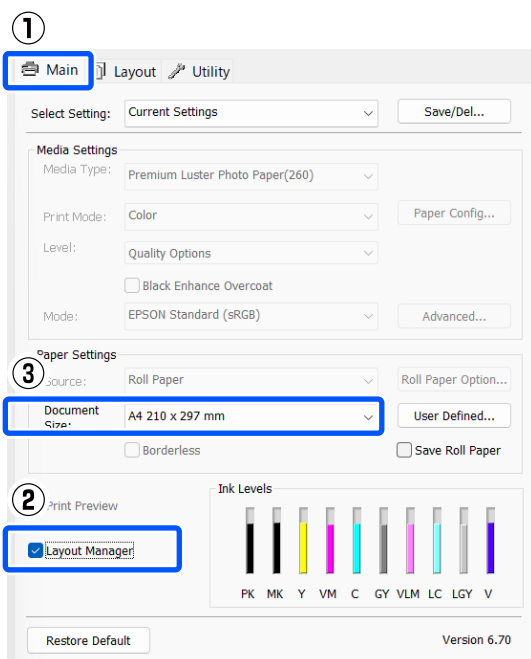 ①
Main
Layout
Utility
Select Setting:
Current Settings
Save/Del...
Media Settings
Media Type:
Premium Luster Photo Paper(260)
Print Mode:
Color
Paper Config...
Level:
Quality Options
Black Enhance Overcoat
Mode:
EPSON Standard (sRGB)
Advanced...
Paper Settings
③
Source:
Roll Paper
Roll Paper Option...
Document
Size:
A4 210 x 297 mm
User Defined...
Borderless
Save Roll Paper
②
Print Preview
Layout Manager
Ink Levels
PK MK Y VM C GY VLM LC LGY V
Restore Default
Version 6.70